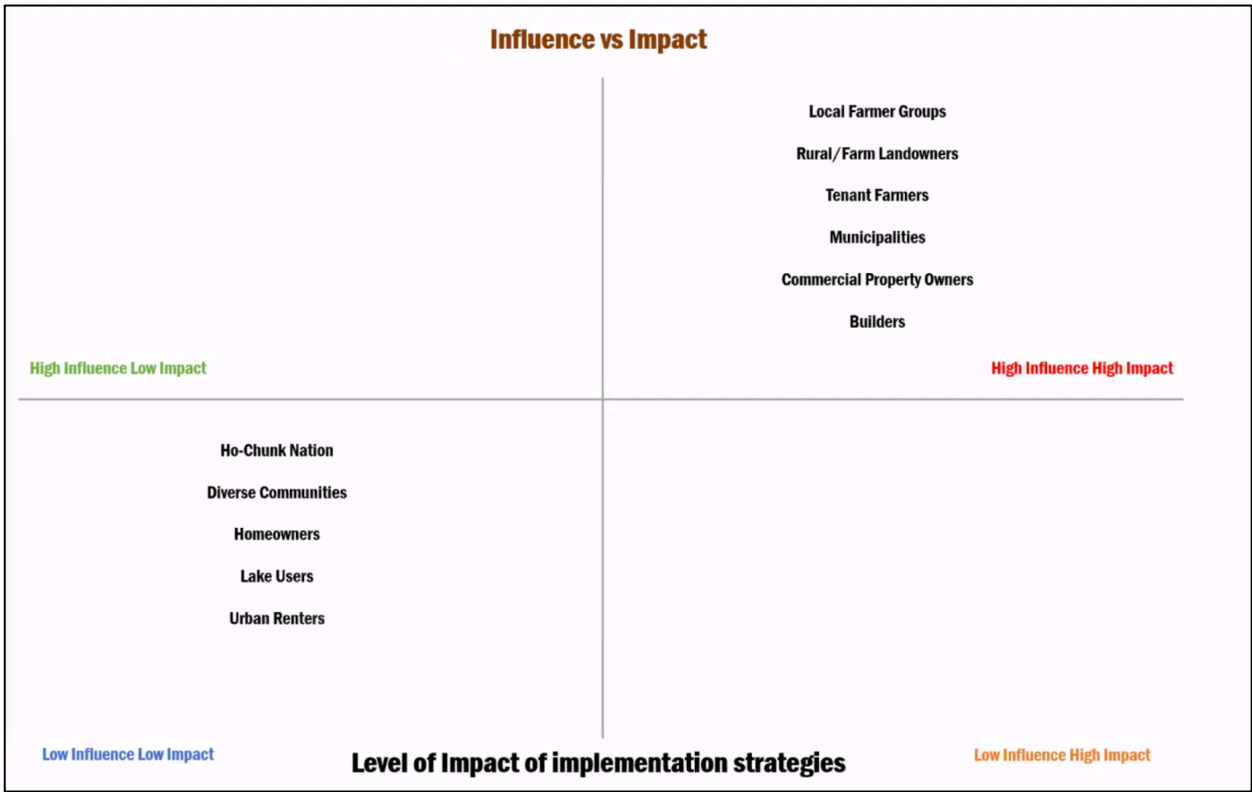 Influence vs Impact
Local Farmer Groups
Rural/Farm Landowners
Tenant Farmers
Municipalities
Commercial Property Owners
Builders
High Influence Low Impact
High Influence High Impact
Ho-Chunk Nation
Diverse Communities
Homeowners
Lake Users
Urban Renters
Low Influence Low Impact
Level of Impact of implementation strategies
Low Influence High Impact